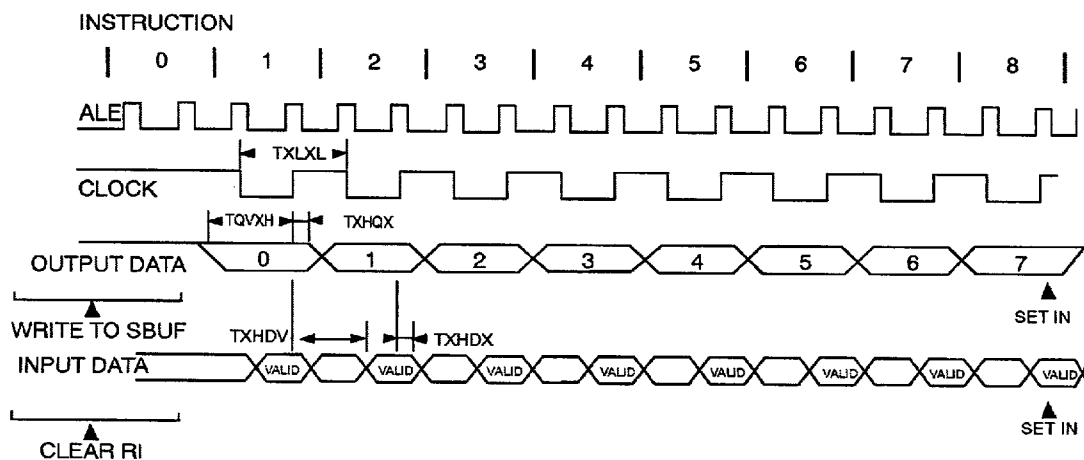 INSTRUCTION
0 1 2 3 4 5 6 7 8
ALE
TXLXL
CLOCK
TQVXH TXHQX
OUTPUT DATA 0 1 2 3 4 5 6 7
WRITE TO SBUF SET IN
TXHDV TXHDX
INPUT DATA VALID VALID VALID VALID VALID VALID VALID VALID
SET IN
CLEAR RI